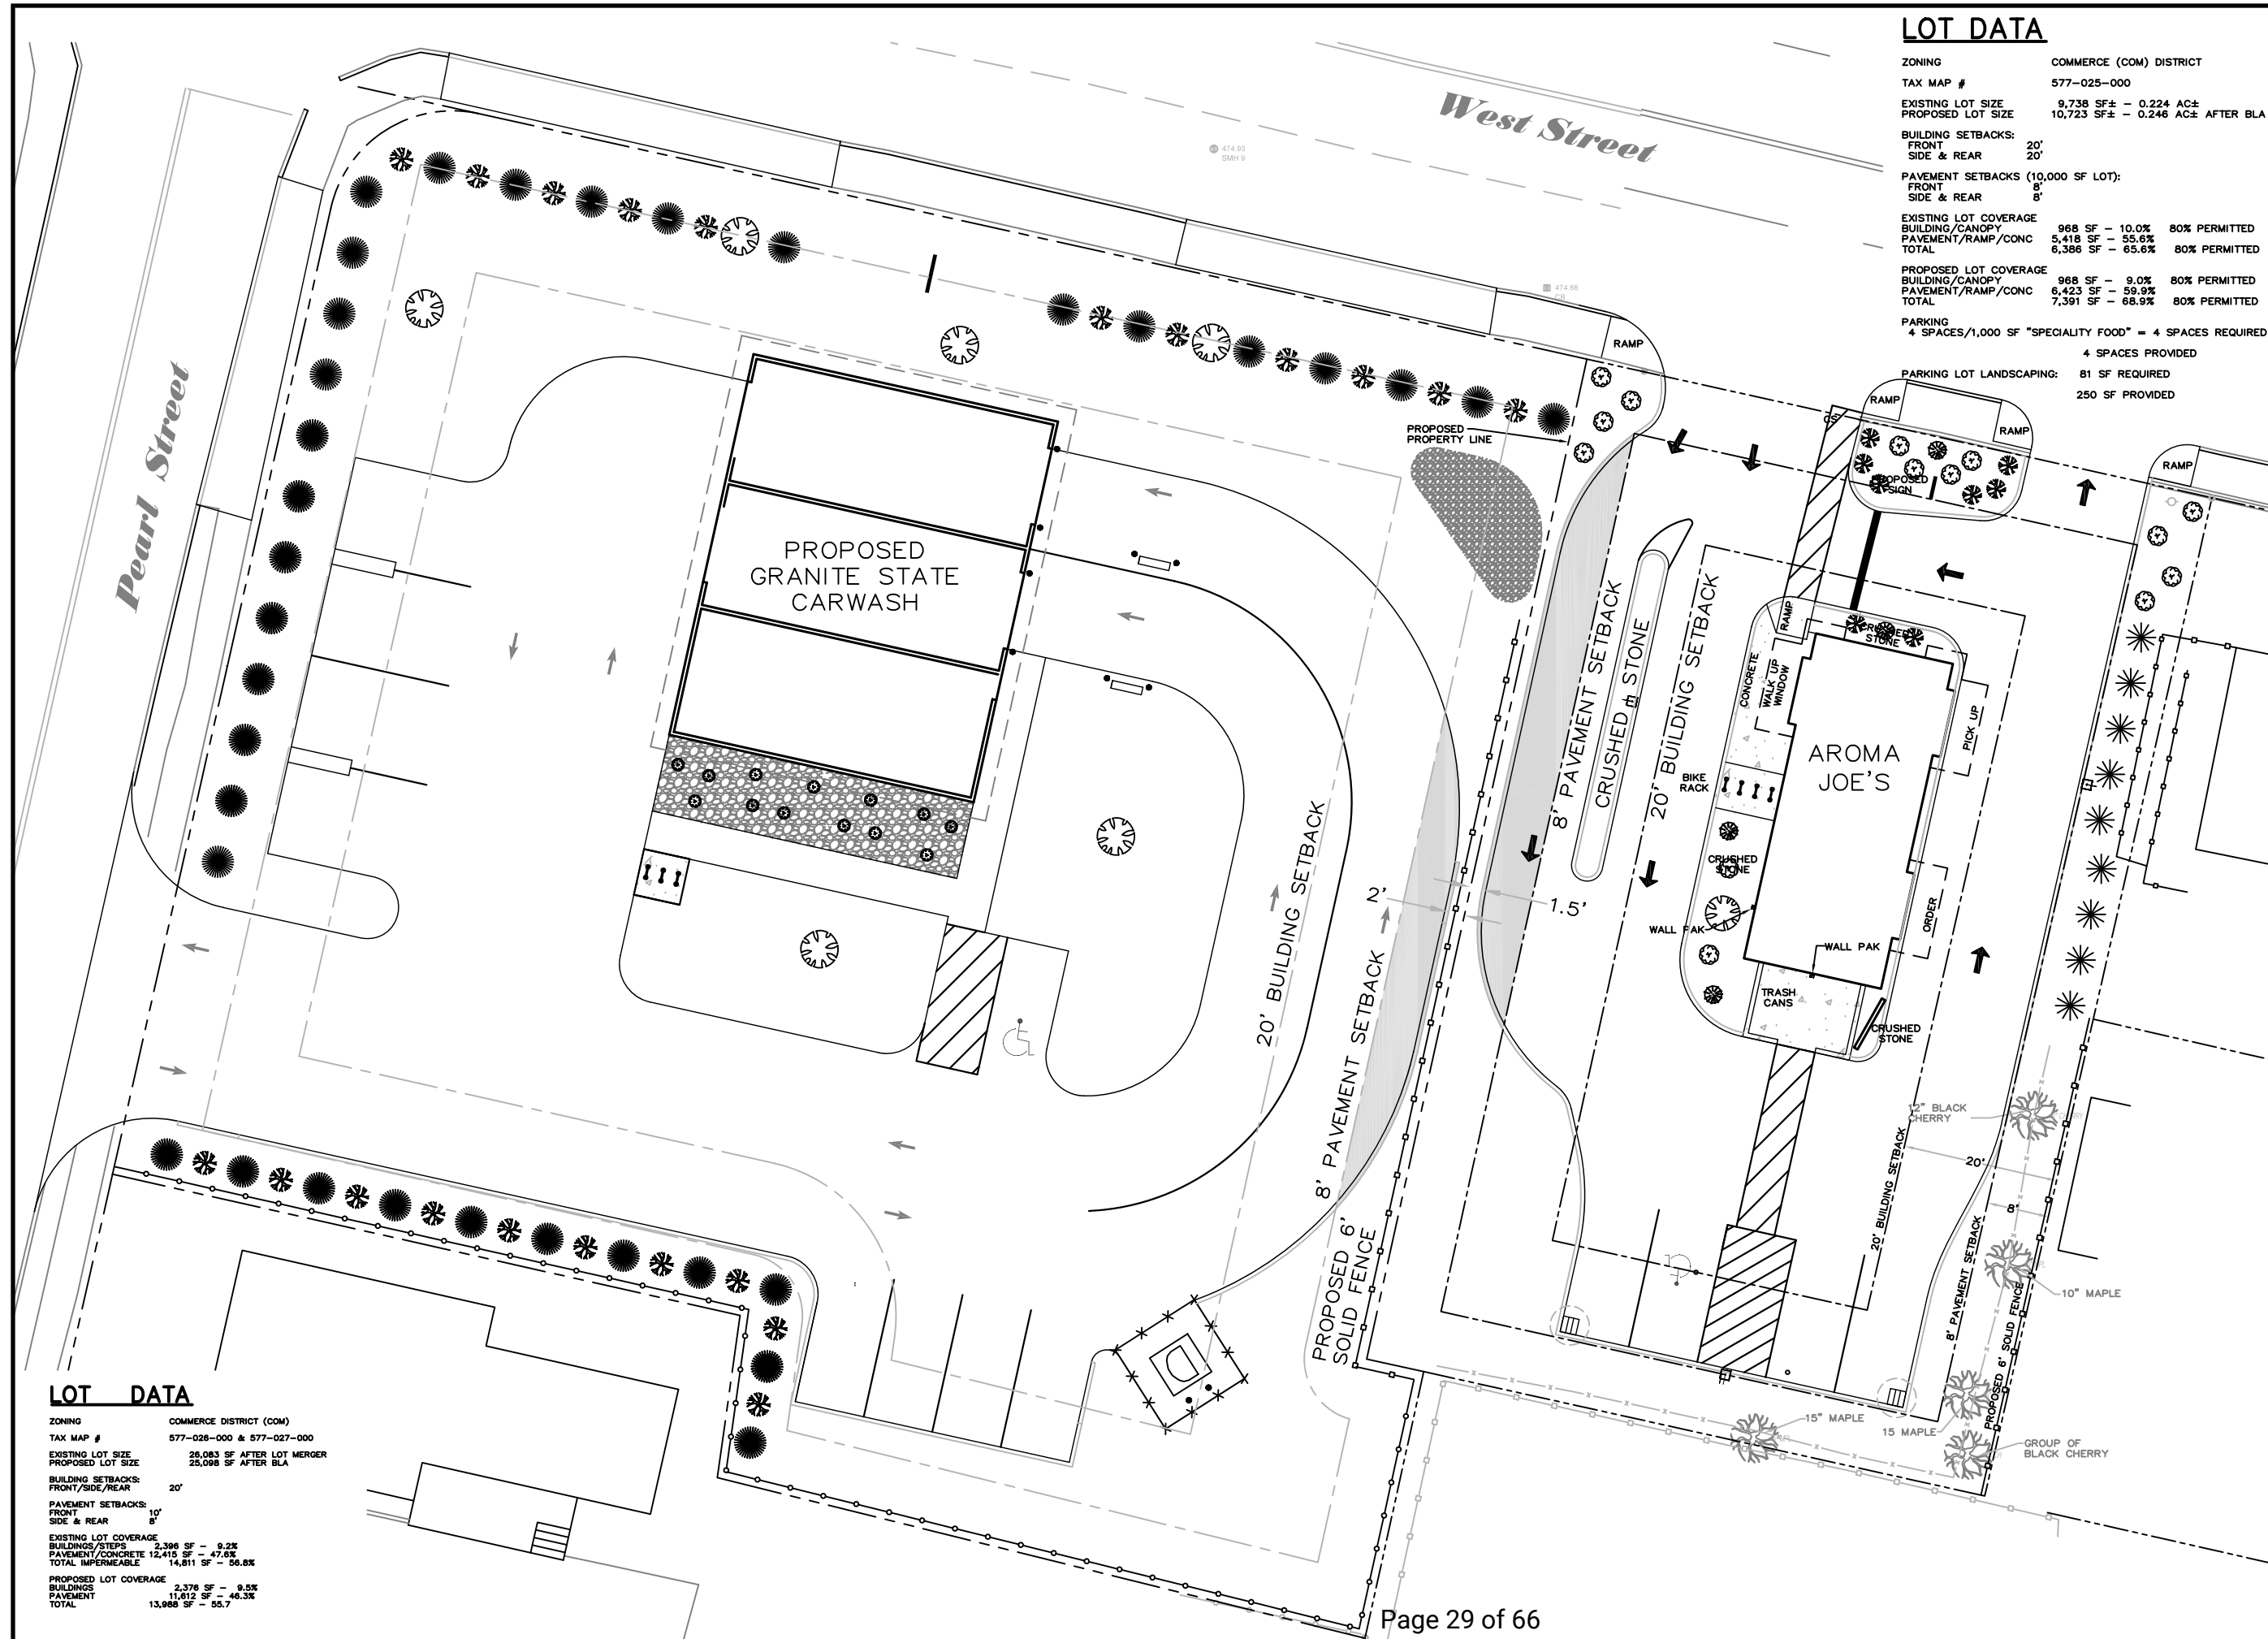 LOT DATA
ZONING COMMERCE (COM) DISTRICT
TAX MAP # 577-025-000
EXISTING LOT SIZE 9,738 SF± - 0.224 AC±
PROPOSED LOT SIZE 10,723 SF± - 0.246 AC± AFTER BLA
BUILDING SETBACKS:
FRONT 20'
SIDE & REAR 20'
PAVEMENT SETBACKS (10,000 SF LOT):
FRONT 8'
SIDE & REAR 8'
EXISTING LOT COVERAGE
BUILDING/CANOPY 968 SF - 10.0% 80% PERMITTED
PAVEMENT/RAMP/CONC 5,418 SF - 55.6%
TOTAL 6,386 SF - 65.6% 80% PERMITTED
PROPOSED LOT COVERAGE
BUILDING/CANOPY 968 SF - 9.0% 80% PERMITTED
PAVEMENT/RAMP/CONC 6,423 SF - 59.9%
TOTAL 7,391 SF - 68.9% 80% PERMITTED
PARKING
4 SPACES/1,000 SF "SPECIALITY FOOD" = 4 SPACES REQUIRED
4 SPACES PROVIDED
PARKING LOT LANDSCAPING: 81 SF REQUIRED
250 SF PROVIDED
West Street
474.93
SMH 9
474.66
CB
Pearl Street
RAMP
RAMP
RAMP
RAMP
PROPOSED
PROPERTY LINE
PROPOSED
SIGN
PROPOSED
GRANITE STATE
CARWASH
8' PAVEMENT SETBACK
CRUSHED STONE
20' BUILDING SETBACK
RAMP
CRUSHED
STONE
CONCRETE
WALK UP
WINDOW
PICK UP
AROMA
JOE'S
BIKE
RACK
CRUSHED
STONE
ORDER
WALL PAK
WALL PAK
TRASH
CANS
CRUSHED
STONE
2'
1.5'
20' BUILDING SETBACK
8' PAVEMENT SETBACK
PROPOSED 6'
SOLID FENCE
12" BLACK
CHERRY
20'
8'
20' BUILDING SETBACK
8' PAVEMENT SETBACK
PROPOSED 6' SOLID FENCE
10" MAPLE
15" MAPLE
15 MAPLE
GROUP OF
BLACK CHERRY
LOT DATA
ZONING COMMERCE DISTRICT (COM)
TAX MAP # 577-026-000 & 577-027-000
EXISTING LOT SIZE 26,083 SF AFTER LOT MERGER
PROPOSED LOT SIZE 25,098 SF AFTER BLA
BUILDING SETBACKS:
FRONT/SIDE/REAR 20'
PAVEMENT SETBACKS:
FRONT 10'
SIDE & REAR 8'
EXISTING LOT COVERAGE
BUILDINGS/STEPS 2,396 SF - 9.2%
PAVEMENT/CONCRETE 12,415 SF - 47.6%
TOTAL IMPERMEABLE 14,811 SF - 56.8%
PROPOSED LOT COVERAGE
BUILDINGS 2,376 SF - 9.5%
PAVEMENT 11,612 SF - 46.3%
TOTAL 13,988 SF - 55.7
Page 29 of 66